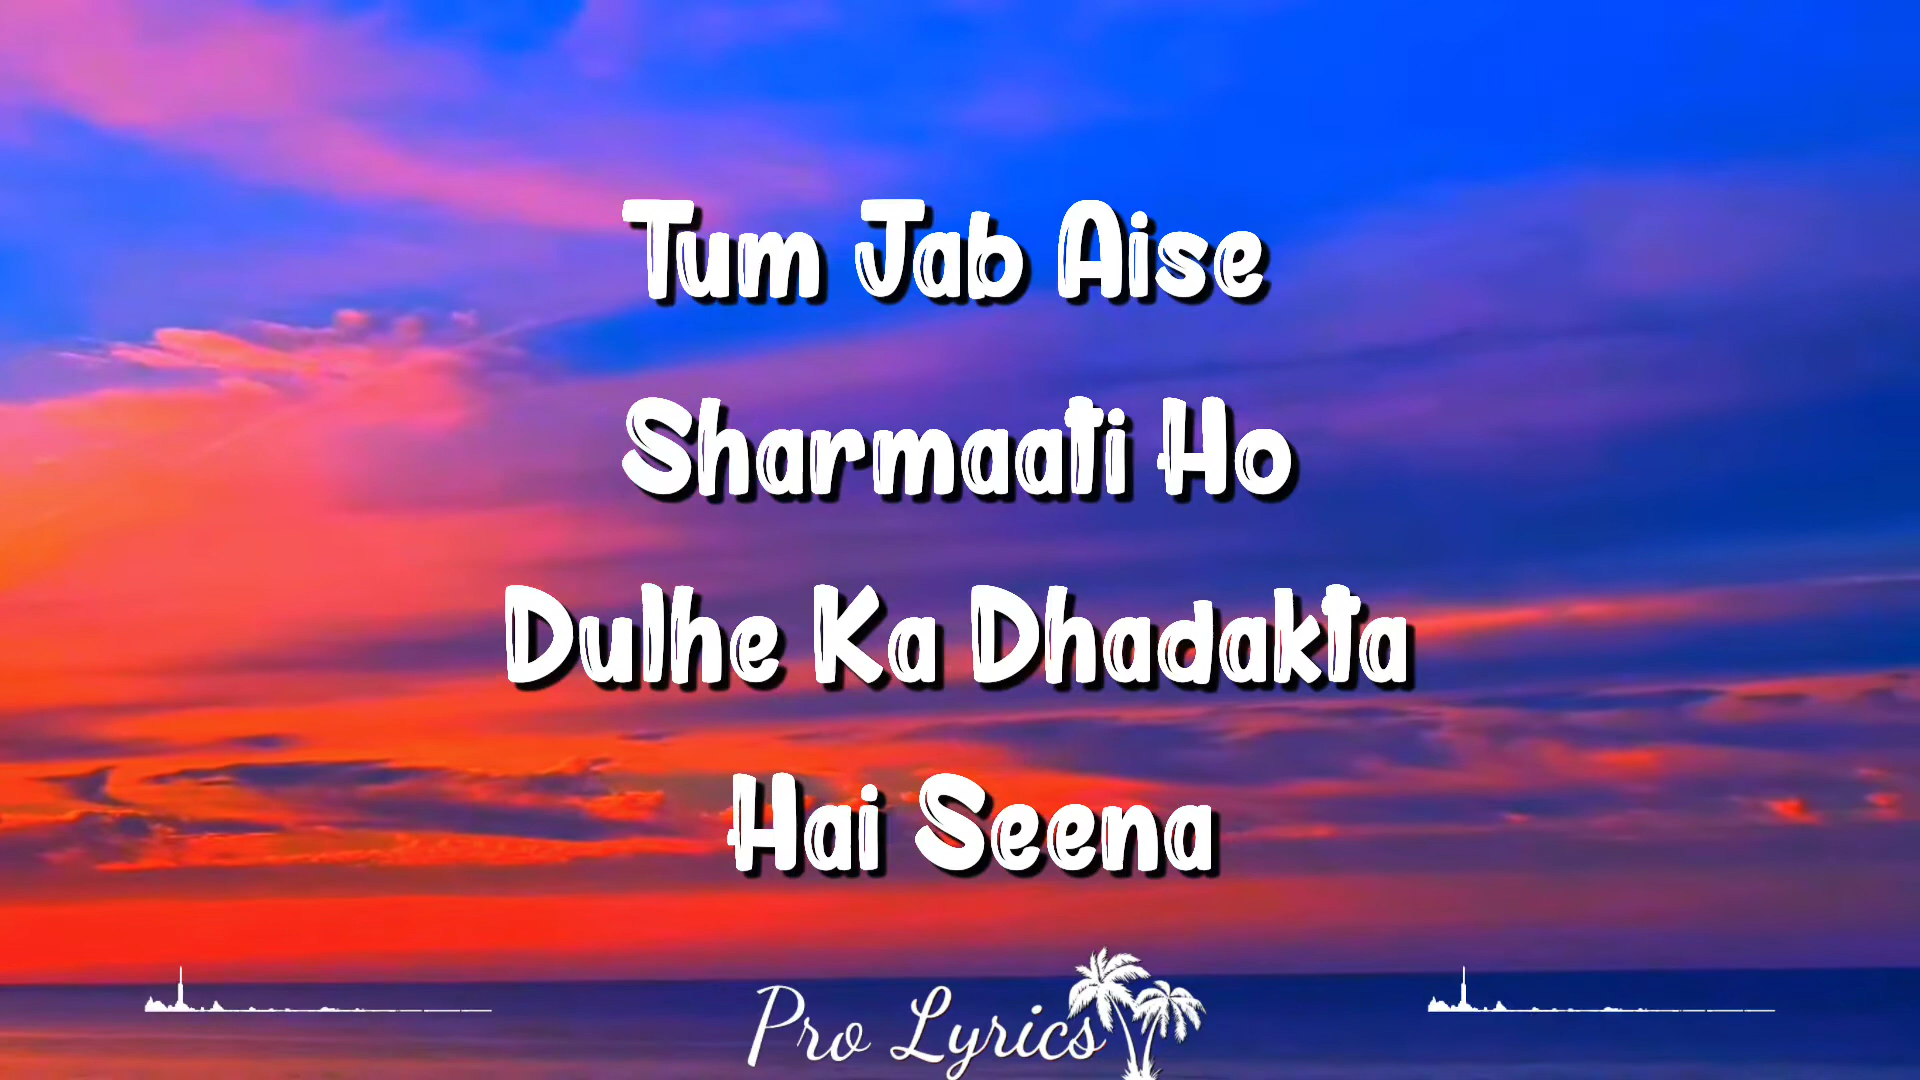 Tum Jab Aise
Sharmaati Ho
Dulhe Ka Dhadakta
Hai Seena
Pro Lyrics